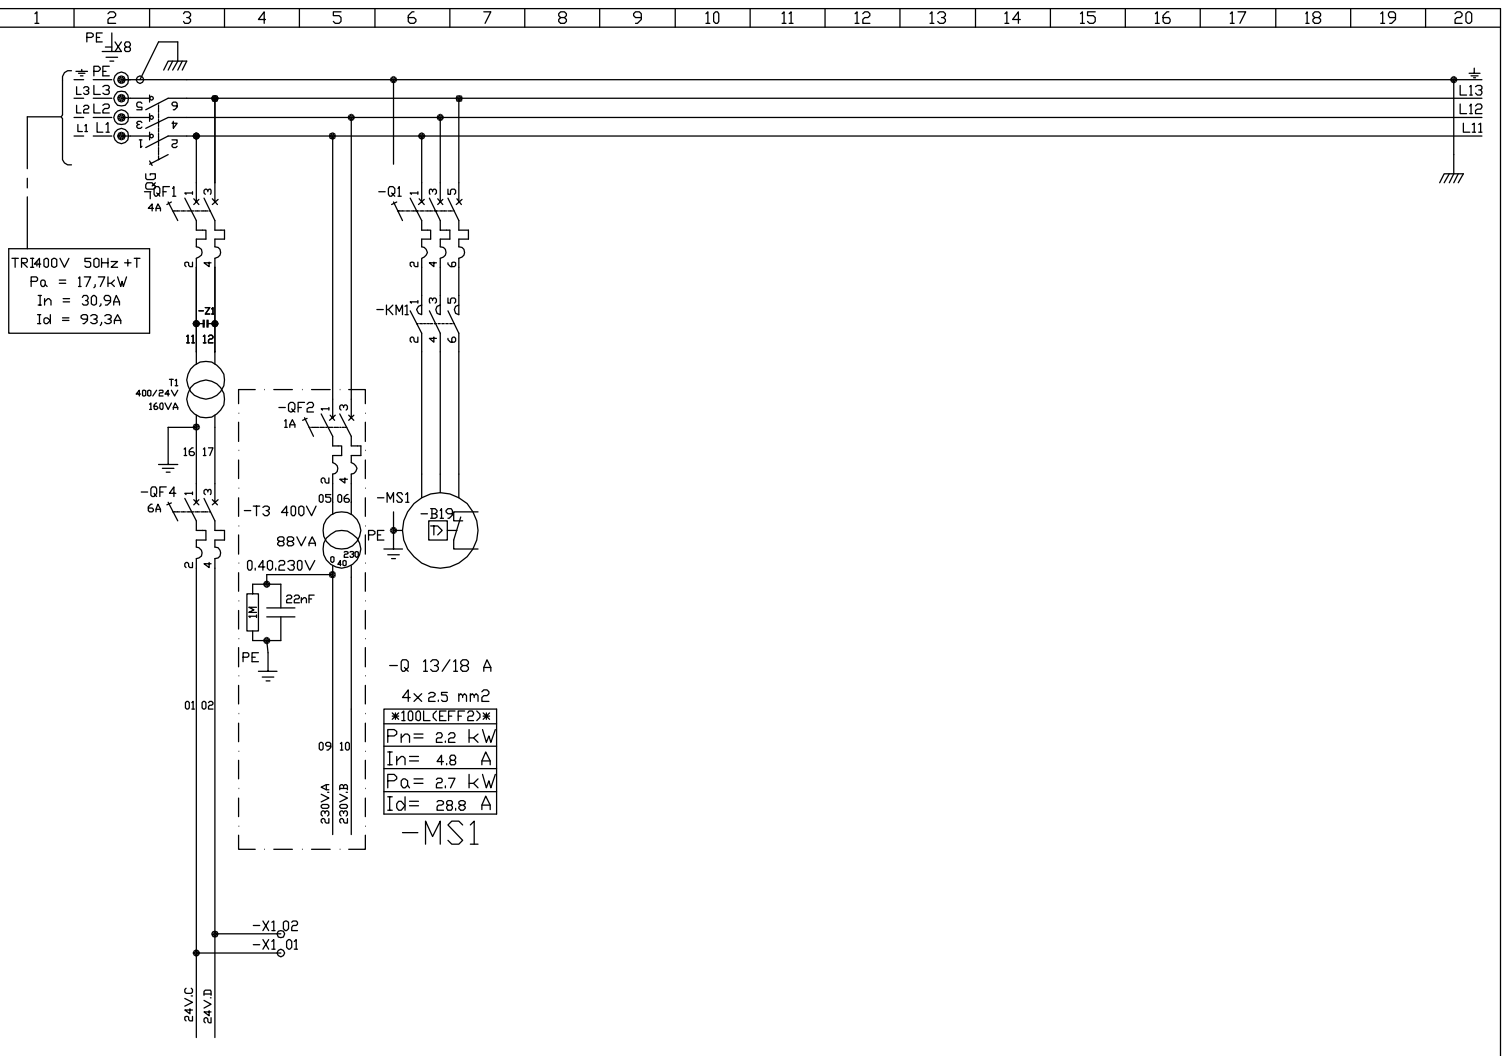 1 2 3 4 5 6 7 8 9 10 11 12 13 14 15 16 17 18 19 20
PE -X8
PE
L3 L3 5 6 L13
L2 L2 3 4 L12
L1 L1 1 2 L11
-QG
-QF1 1 3
4A
2 4
-Q1 1 3 5
2 4 6
TRI400V 50Hz +T
Pa = 17,7kW
In = 30,9A
Id = 93,3A
-Z1
11 12
-KM1 1 3 5
2 4 6
T1
400/24V
160VA
16 17
-QF2 1 3
1A
2 4
05 06
-QF4 1 3
6A
2 4
-T3 400V
88VA
0 230
40
0.40.230V
1M 22nF
PE
-MS1
-B19
T>
PE
01 02
09 10
230V.A 230V.B
-Q 13/18 A
4x2.5 mm2
*100L(EFF2)*
Pn= 2.2 kW
In= 4.8 A
Pa= 2.7 kW
Id= 28.8 A
-MS1
-X1 02
-X1 01
24V.C 24V.D